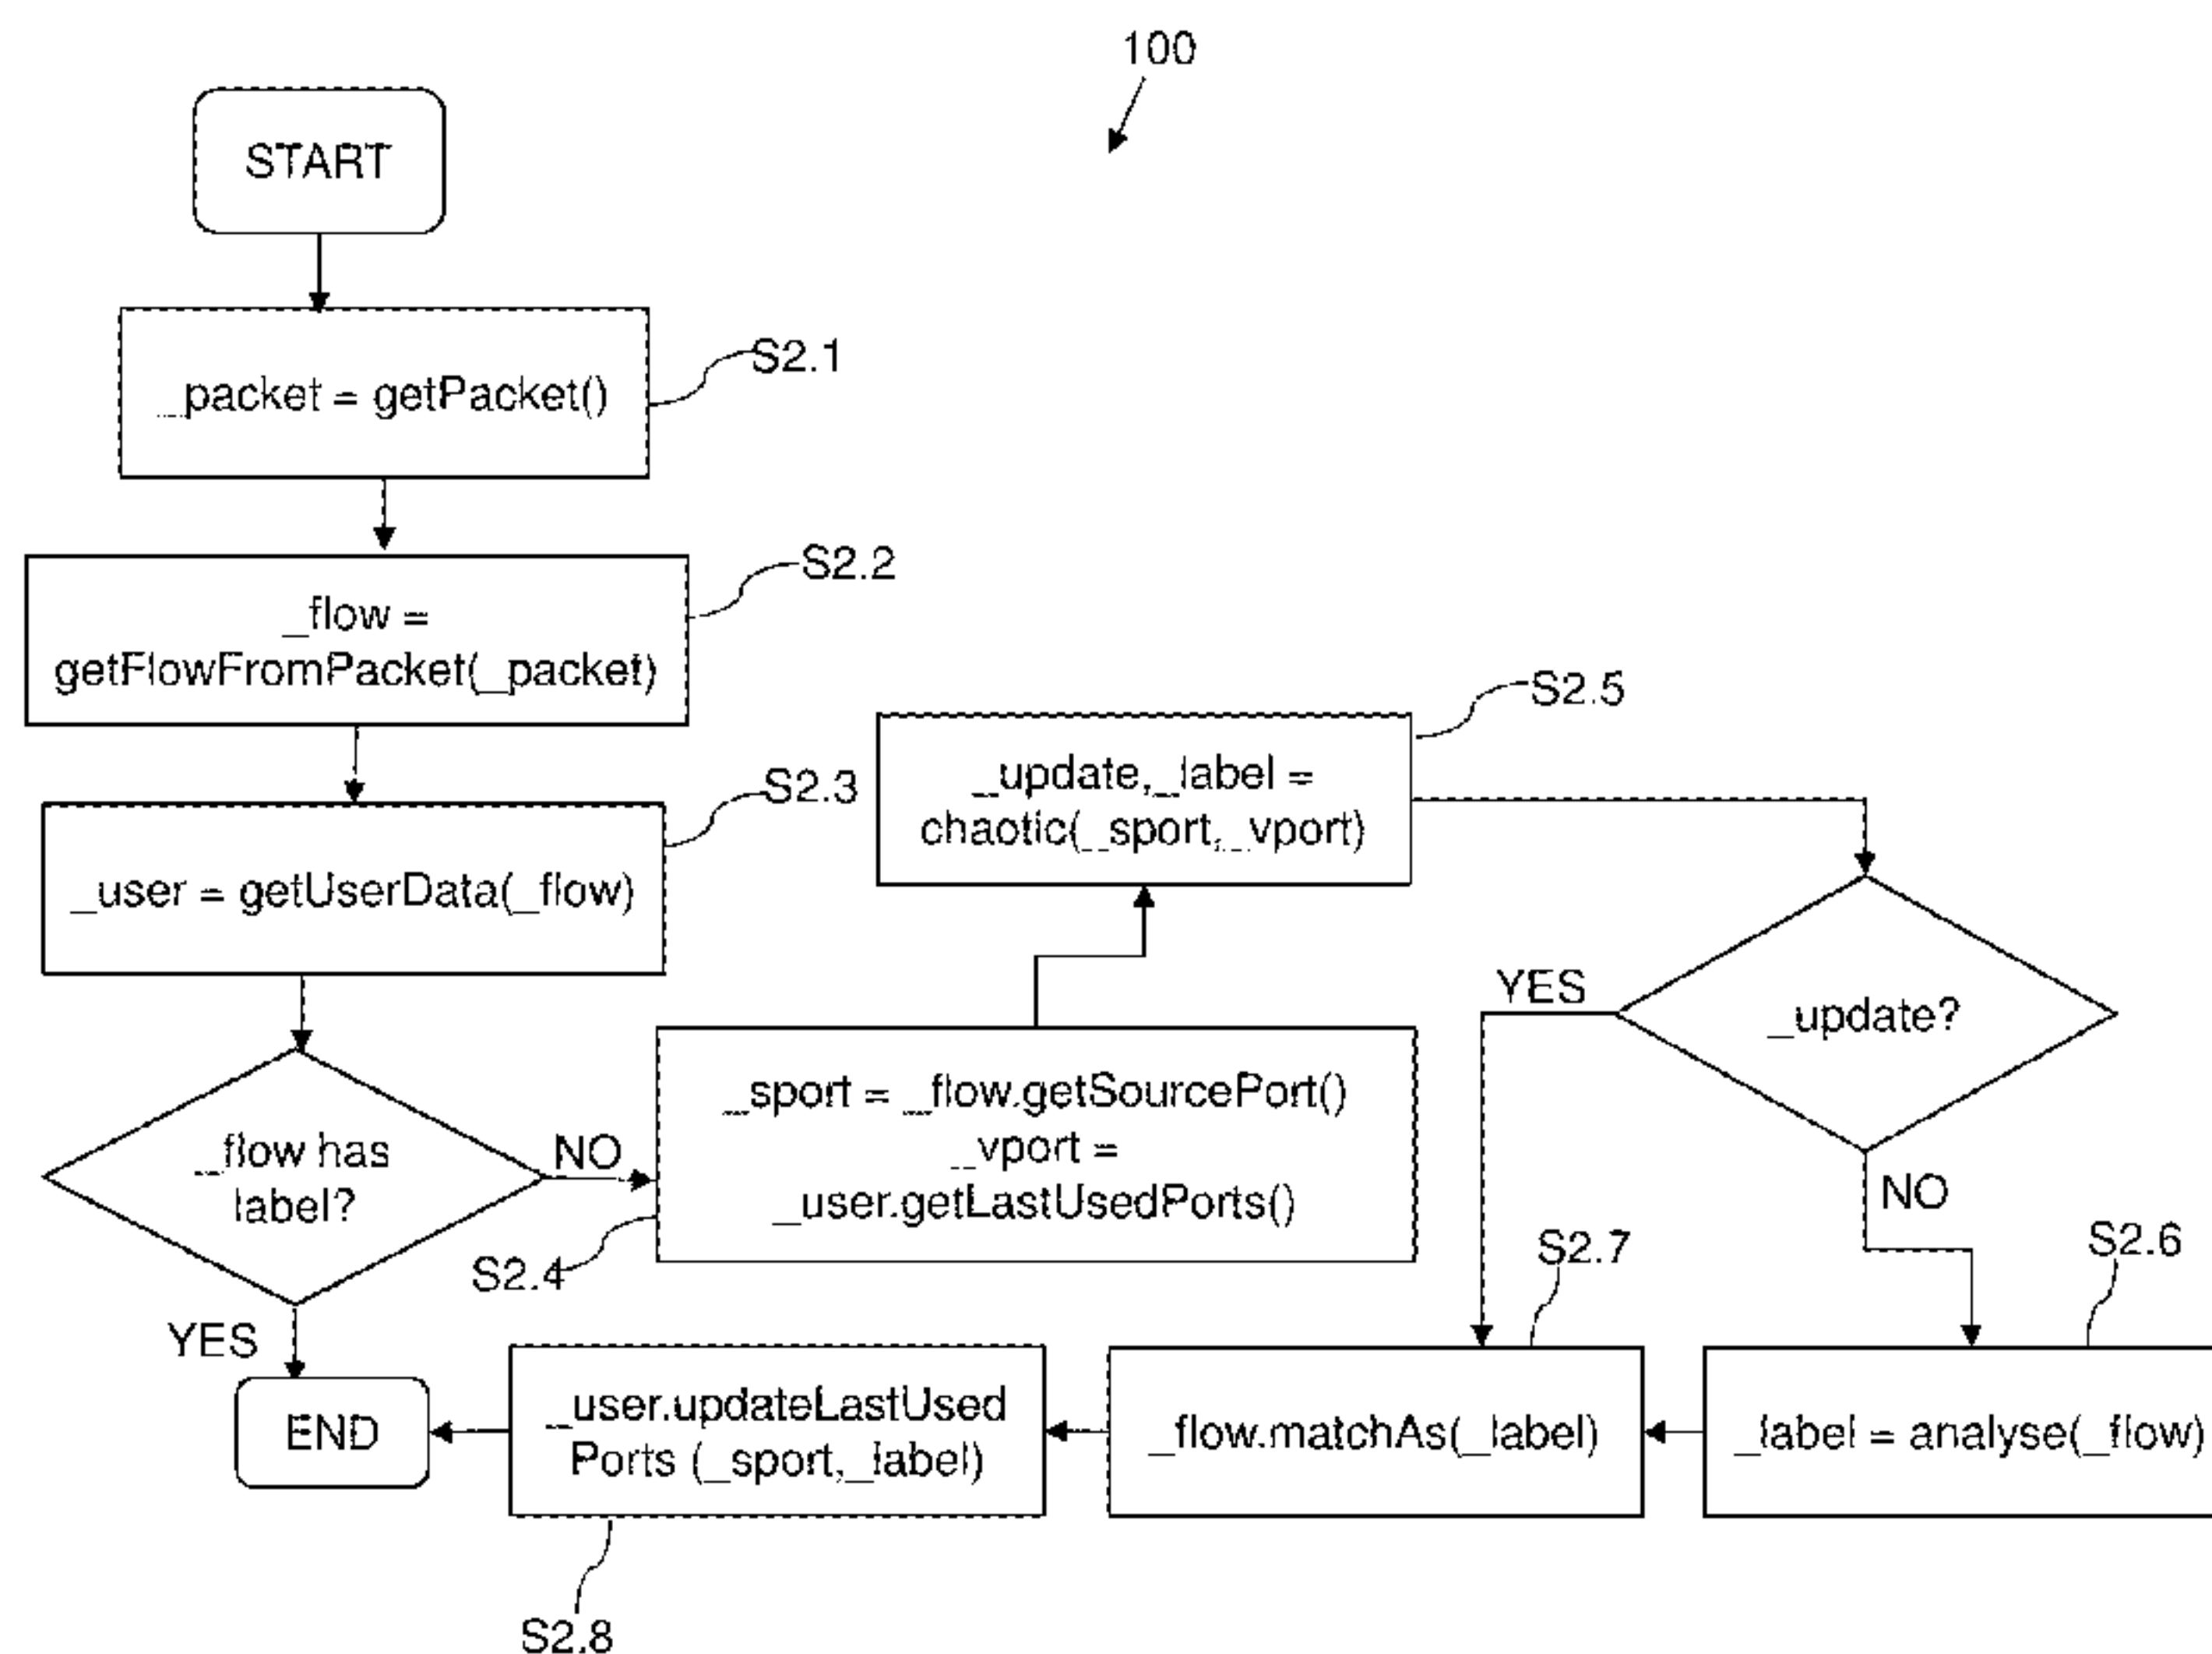 100
START
_packet = getPacket()
S2.1
_flow =
getFlowFromPacket(_packet)
S2.2
_user = getUserData(_flow)
S2.3
_flow has
label?
NO
YES
_sport = _flow.getSourcePort()
_vport =
_user.getLastUsedPorts()
S2.4
_update,_label =
chaotic(_sport,_vport)
S2.5
_update?
YES
NO
_label = analyse(_flow)
S2.6
_flow.matchAs(_label)
S2.7
_user.updateLastUsed
Ports (_sport,_label)
S2.8
END